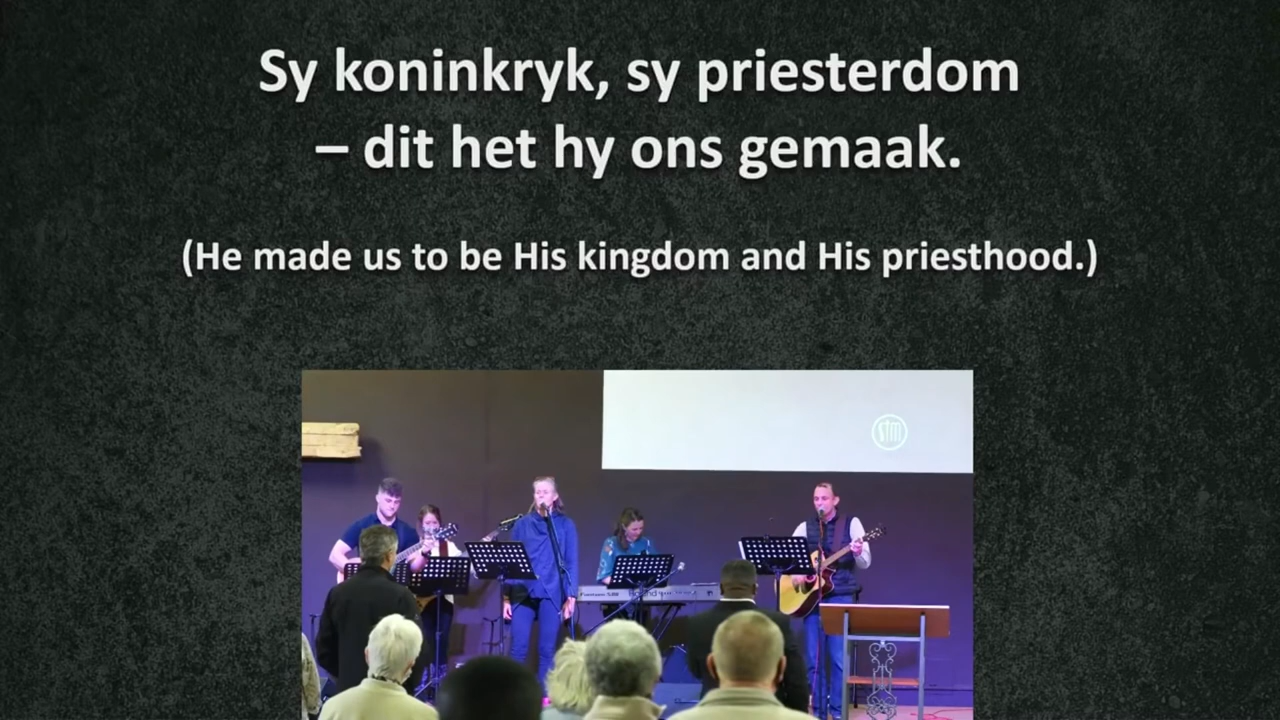 Sy koninkryk, sy priesterdom
– dit het hy ons gemaak.
(He made us to be His kingdom and His priesthood.)
stm